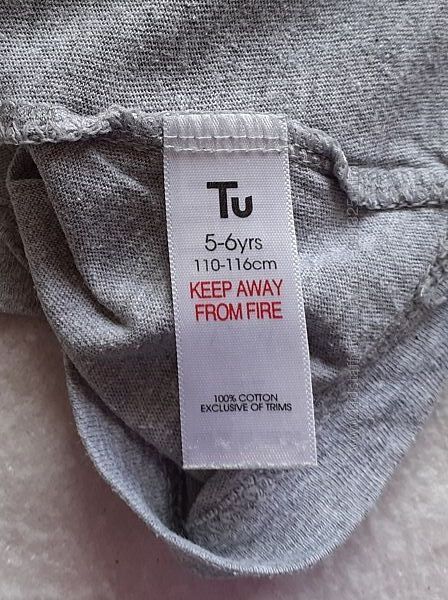 Tu
5-6yrs
110-116cm
KEEP AWAY
FROM FIRE
100% COTTON
EXCLUSIVE OF TRIMS